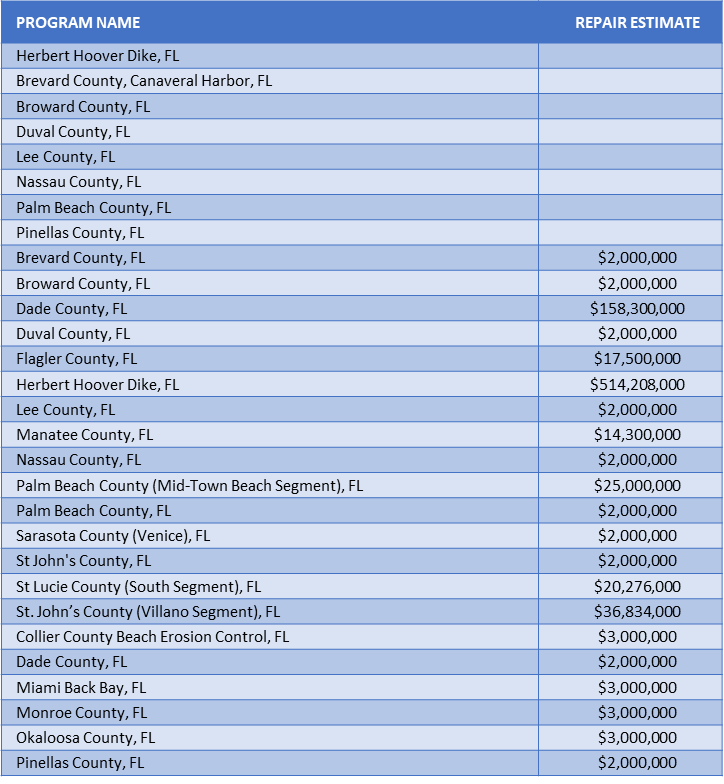 PROGRAM NAME REPAIR ESTIMATE
Herbert Hoover Dike, FL
Brevard County, Canaveral Harbor, FL
Broward County, FL
Duval County, FL
Lee County, FL
Nassau County, FL
Palm Beach County, FL
Pinellas County, FL
Brevard County, FL $2,000,000
Broward County, FL $2,000,000
Dade County, FL $158,300,000
Duval County, FL $2,000,000
Flagler County, FL $17,500,000
Herbert Hoover Dike, FL $514,208,000
Lee County, FL $2,000,000
Manatee County, FL $14,300,000
Nassau County, FL $2,000,000
Palm Beach County (Mid-Town Beach Segment), FL $25,000,000
Palm Beach County, FL $2,000,000
Sarasota County (Venice), FL $2,000,000
St John's County, FL $2,000,000
St Lucie County (South Segment), FL $20,276,000
St. John’s County (Villano Segment), FL $36,834,000
Collier County Beach Erosion Control, FL $3,000,000
Dade County, FL $2,000,000
Miami Back Bay, FL $3,000,000
Monroe County, FL $3,000,000
Okaloosa County, FL $3,000,000
Pinellas County, FL $2,000,000